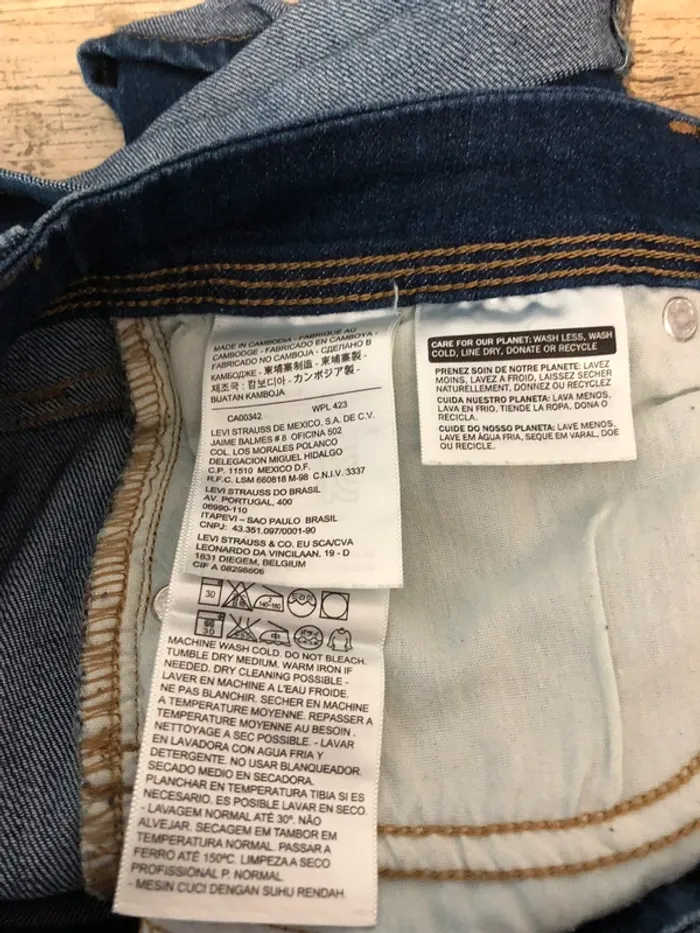 MADE IN CAMBODIA - FABRIQUE AU
CAMBODGE - FABRICADO EN CAMBOYA -
FABRICADO NO CAMBOJA - СДЕЛАНО В
КАМБОДЖЕ - 柬埔寨制造 - 柬埔寨製 -
제조국 : 캄보디아 - カンボジア製 -
BUATAN KAMBOJA
CA00342 WPL 423
LEVI STRAUSS DE MEXICO, S.A. DE C.V.
JAIME BALMES # 8 OFICINA 502
COL. LOS MORALES POLANCO
DELEGACION MIGUEL HIDALGO
C.P. 11510 MEXICO D.F.
R.F.C. LSM 660818 M-98 C.N.I.V. 3337
LEVI STRAUSS DO BRASIL
AV. PORTUGAL, 400
06690-110
ITAPEVI – SAO PAULO BRASIL
CNPJ: 43.351.097/0001-90
LEVI STRAUSS & CO. EU SCA/CVA
LEONARDO DA VINCILAAN, 19 - D
1831 DIEGEM, BELGIUM
CIF A 08296606
CARE FOR OUR PLANET: WASH LESS, WASH
COLD, LINE DRY, DONATE OR RECYCLE
PRENEZ SOIN DE NOTRE PLANETE: LAVEZ
MOINS, LAVEZ A FROID, LAISSEZ SECHER
NATURELLEMENT, DONNEZ OU RECYCLEZ
CUIDA NUESTRO PLANETA: LAVA MENOS,
LAVA EN FRIO, TIENDE LA ROPA, DONA O
RECICLA.
CUIDE DO NOSSO PLANETA: LAVE MENOS,
LAVE EM ÁGUA FRIA, SEQUE EM VARAL, DOE
OU RECICLE.
30 2 140-160 드라이
30 中
MACHINE WASH COLD. DO NOT BLEACH.
TUMBLE DRY MEDIUM. WARM IRON IF
NEEDED. DRY CLEANING POSSIBLE -
LAVER EN MACHINE A L'EAU FROIDE.
NE PAS BLANCHIR. SECHER EN MACHINE
A TEMPERATURE MOYENNE. REPASSER A
TEMPERATURE MOYENNE AU BESOIN .
NETTOYAGE A SEC POSSIBLE. - LAVAR
EN LAVADORA CON AGUA FRIA Y
DETERGENTE. NO USAR BLANQUEADOR.
SECADO MEDIO EN SECADORA.
PLANCHAR EN TEMPERATURA TIBIA SI ES
NECESARIO. ES POSIBLE LAVAR EN SECO.
- LAVAGEM NORMAL ATÉ 30º. NÃO
ALVEJAR. SECAGEM EM TAMBOR EM
TEMPERATURA NORMAL. PASSAR A
FERRO ATÉ 150ºC. LIMPEZA A SECO
PROFISSIONAL P. NORMAL.
- MESIN CUCI DENGAN SUHU RENDAH.